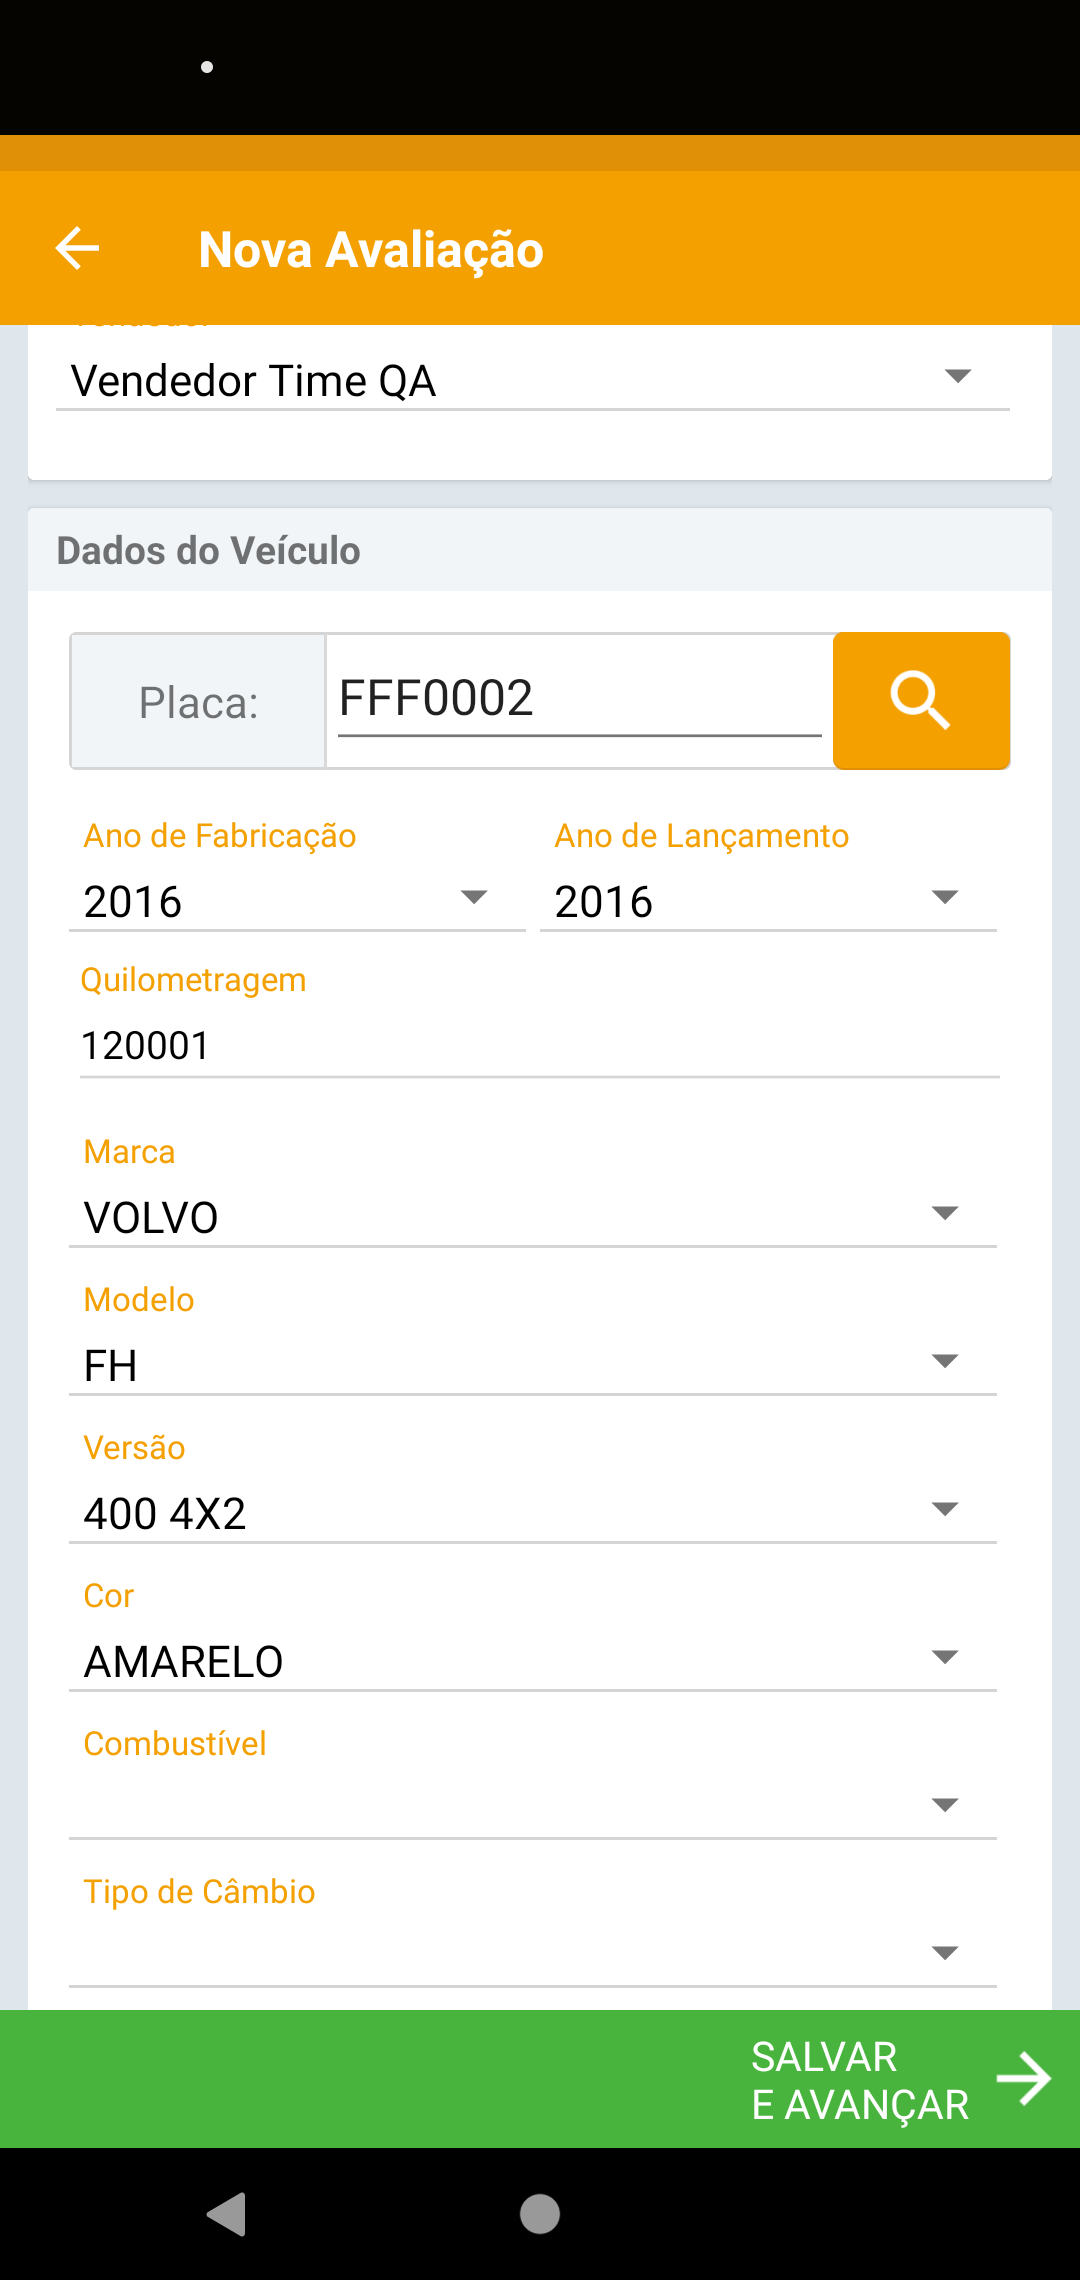 Nova Avaliação
Vendedor Time QA
Dados do Veículo
Placa:
FFF0002
Ano de Fabricação
Ano de Lançamento
2016
2016
Quilometragem
120001
Marca
VOLVO
Modelo
FH
Versão
400 4X2
Cor
AMARELO
Combustível
Tipo de Câmbio
SALVAR
E AVANÇAR